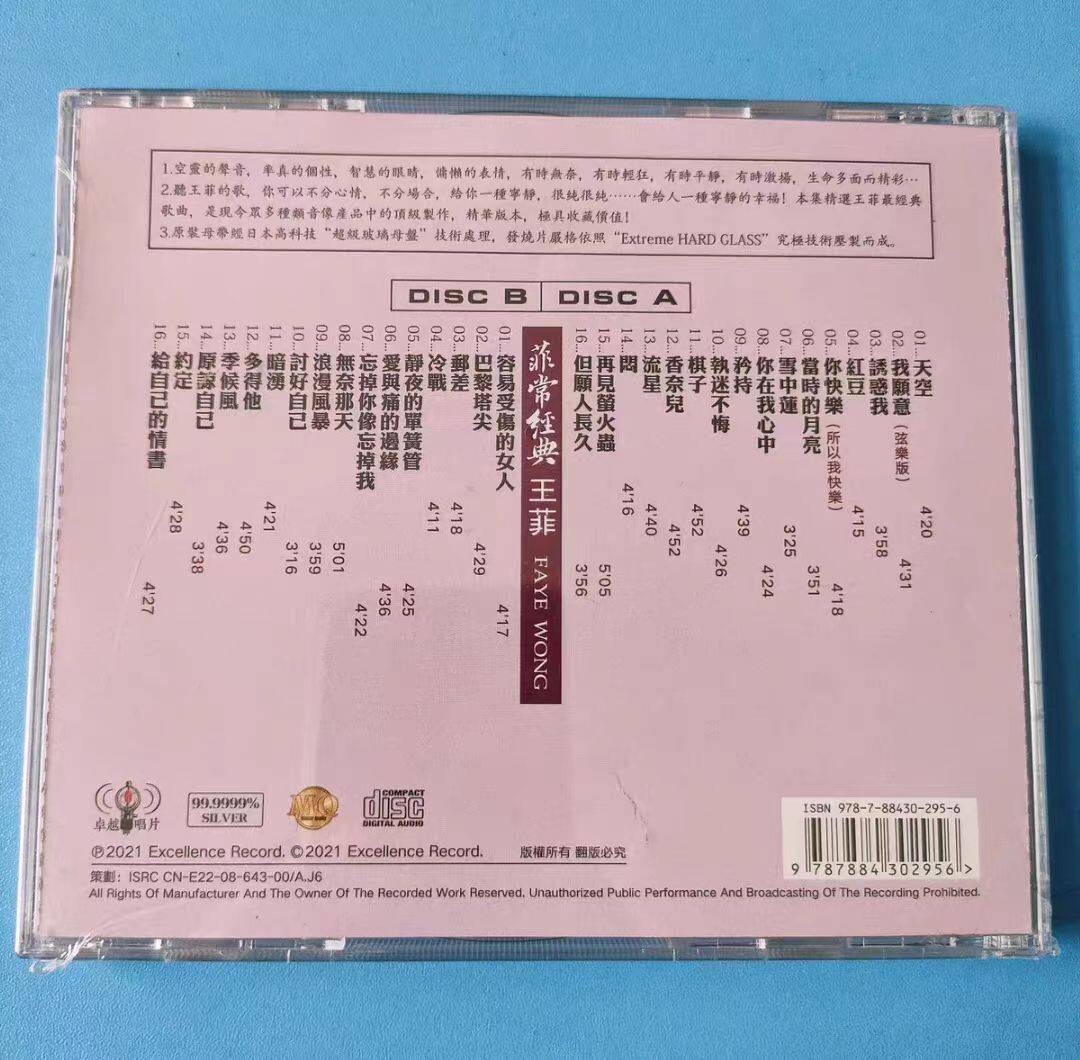 1.空靈的聲音，率真的個性，智慧的眼睛，慵懶的表情，有時無奈，有時輕狂，有時平靜，有時激揚，生命多面而精彩…
2.聽王菲的歌，你可以不分心情，不分場合，給你一種寧靜，很純很純……會給人一種寧靜的幸福！本集精選王菲最經典
歌曲，是現今眾多種類音像產品中的頂級製作，精華版本，極具收藏價值！
3.原裝母帶經日本高科技“超級玻璃母盤”技術處理，發燒片嚴格依照“Extreme HARD GLASS”究極技術壓製而成。
DISC B
DISC A
01...天空 4'20
02...我願意（弦樂版） 4'31
03...誘惑我 3'58
04...紅豆 4'15
05...你快樂（所以我快樂） 4'18
06...當時的月亮 3'51
07...雪中蓮 3'25
08...你在我心中 4'24
09...矜持 4'39
10...執迷不悔 4'26
11...棋子 4'52
12...香奈兒 4'52
13...流星 4'40
14...悶 4'16
15...再見螢火蟲 5'05
16...但願人長久 3'56
菲常經典 王菲 FAYE WONG
01...容易受傷的女人 4'17
02...巴黎塔尖 4'29
03...郵差 4'18
04...冷戰 4'11
05...靜夜的單簧管 4'25
06...愛與痛的邊緣 4'36
07...忘掉你像忘掉我 4'22
08...無奈那天 5'01
09...浪漫風暴 3'59
10...討好自己 3'16
11...暗湧 4'21
12...多得他 4'50
13...季候風 4'36
14...原諒自己 3'38
15...約定 4'28
16...給自己的情書 4'27
卓越唱片
99.9999%
SILVER
MQ
COMPACT
disc
DIGITAL AUDIO
ISBN 978-7-88430-295-6
9 787884 302956>
℗2021 Excellence Record. ©2021 Excellence Record. 版權所有 翻版必究
策劃：ISRC CN-E22-08-643-00/A.J6
All Rights Of Manufacturer And The Owner Of The Recorded Work Reserved. Unauthorized Public Performance And Broadcasting Of The Recording Prohibited.